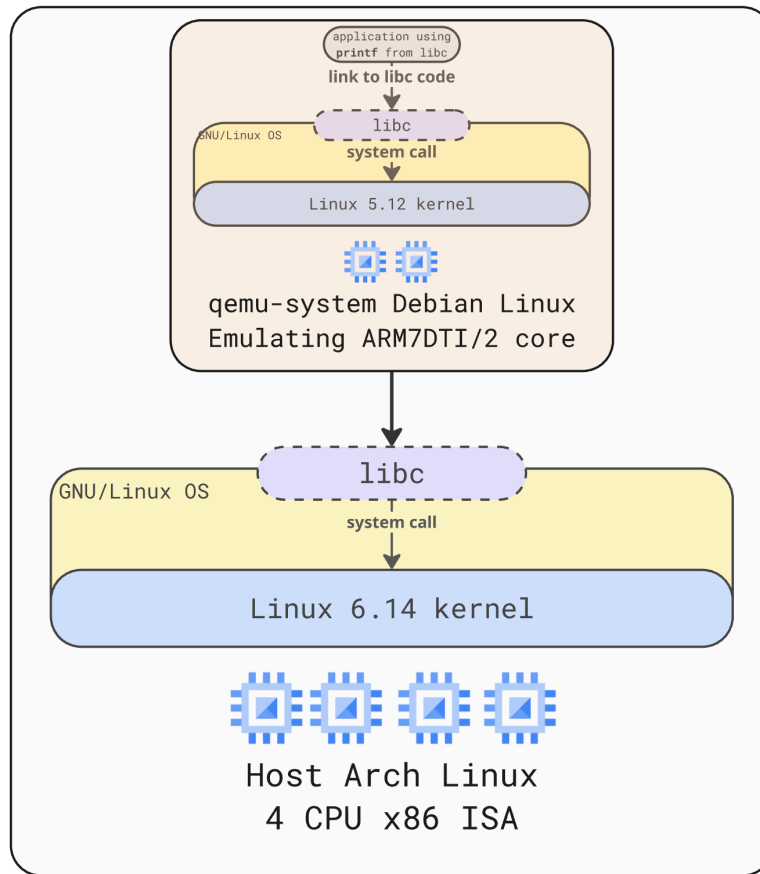 application using
printf from libc
link to libc code
libc
GNU/Linux OS
system call
Linux 5.12 kernel
qemu-system Debian Linux
Emulating ARM7DTI/2 core
libc
GNU/Linux OS
system call
Linux 6.14 kernel
Host Arch Linux
4 CPU x86 ISA